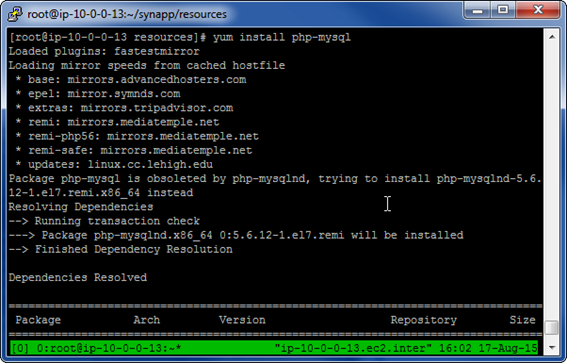 root@ip-10-0-0-13:~/synapp/resources
[root@ip-10-0-0-13 resources]# yum install php-mysql
Loaded plugins: fastestmirror
Loading mirror speeds from cached hostfile
 * base: mirrors.advancedhosters.com
 * epel: mirror.symnds.com
 * extras: mirrors.tripadvisor.com
 * remi: mirrors.mediatemple.net
 * remi-php56: mirrors.mediatemple.net
 * remi-safe: mirrors.mediatemple.net
 * updates: linux.cc.lehigh.edu
Package php-mysql is obsoleted by php-mysqlnd, trying to install php-mysqlnd-5.6.
12-1.el7.remi.x86_64 instead
Resolving Dependencies
--> Running transaction check
---> Package php-mysqlnd.x86_64 0:5.6.12-1.el7.remi will be installed
--> Finished Dependency Resolution
Dependencies Resolved
================================================================================
 Package Arch Version Repository Size
[0] 0:root@ip-10-0-0-13:~* "ip-10-0-0-13.ec2.inter" 16:02 17-Aug-15